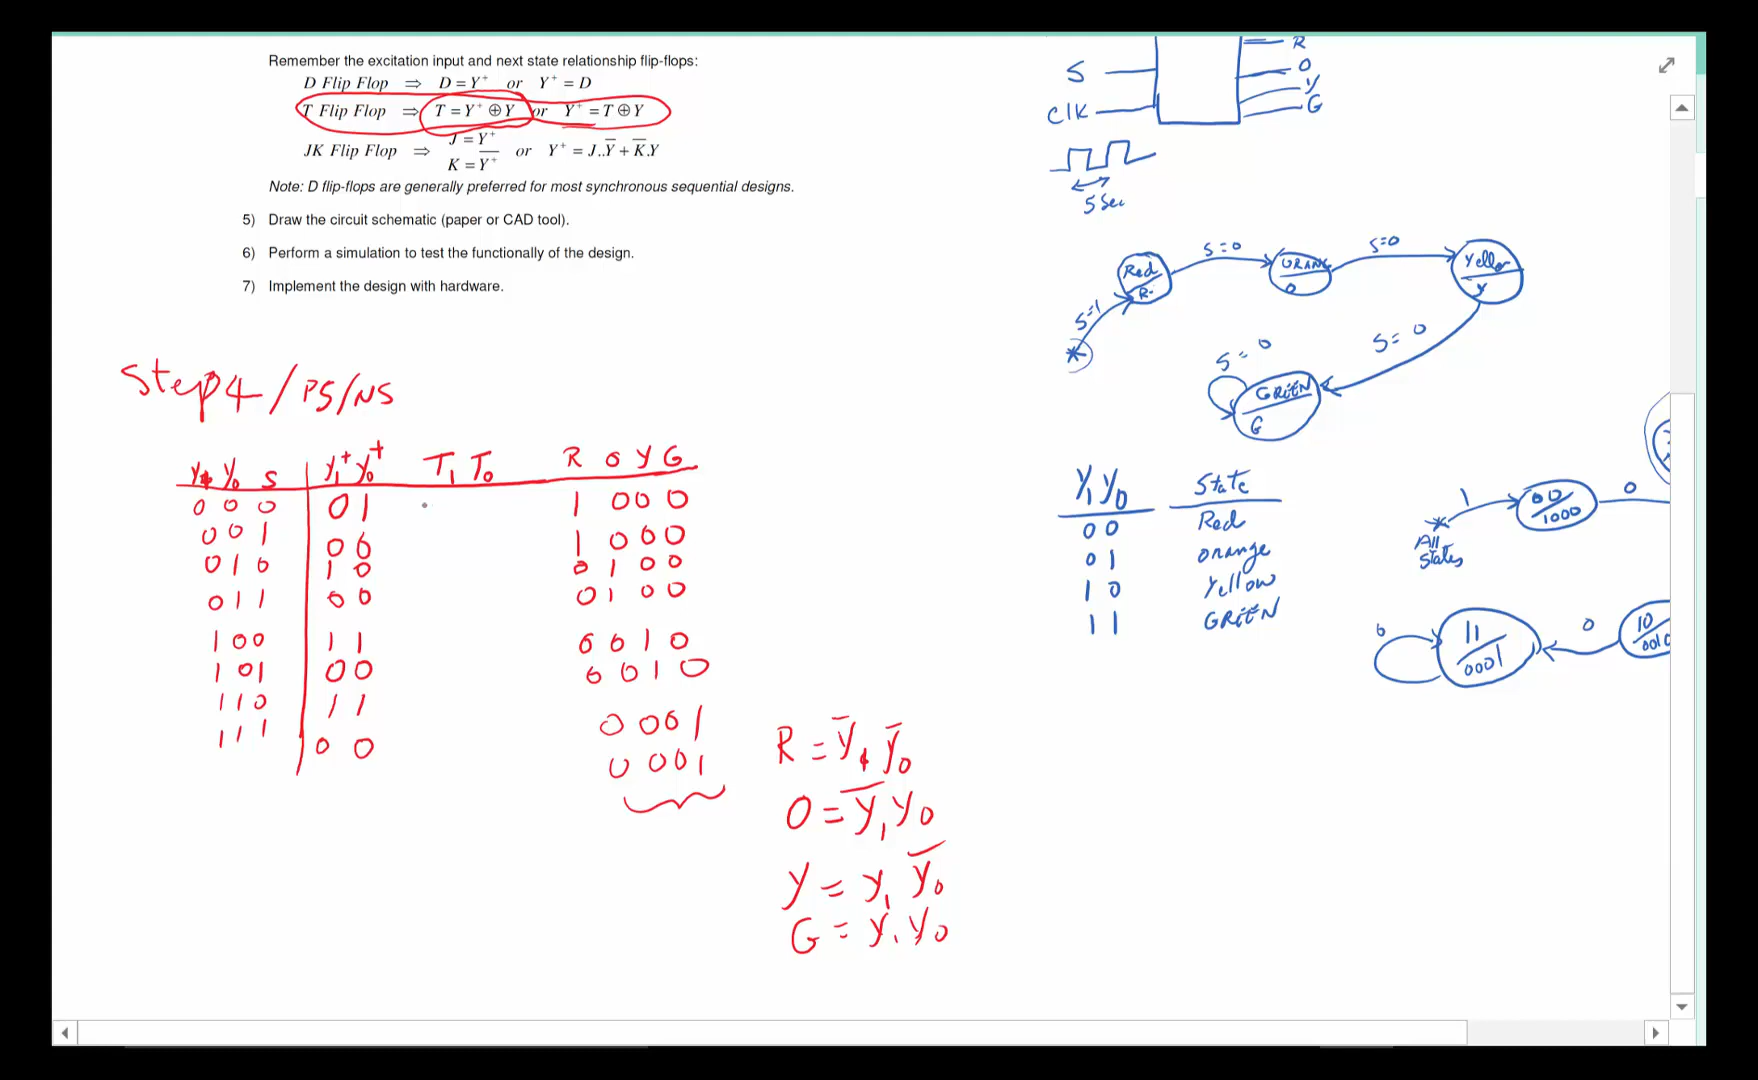 Remember the excitation input and next state relationship flip-flops:
D Flip Flop ⇒ D = Y⁺ or Y⁺ = D
T Flip Flop ⇒ T = Y⁺ ⊕ Y or Y⁺ = T ⊕ Y
JK Flip Flop ⇒ J = Y⁺ K = Y̅⁺ or Y⁺ = J..Y̅ + K̅.Y
Note: D flip-flops are generally preferred for most synchronous sequential designs.
5) Draw the circuit schematic (paper or CAD tool).
6) Perform a simulation to test the functionally of the design.
7) Implement the design with hardware.
Step4/PS/NS
Y1 Y0 S Y1⁺ Y0⁺ T1 T0 R O Y G
0 0 0 0 1 1 0 0 0
0 0 1 0 0 1 0 0 0
0 1 0 1 0 0 1 0 0
0 1 1 0 0 0 1 0 0
1 0 0 1 1 0 0 1 0
1 0 1 0 0 0 0 1 0
1 1 0 1 1 0 0 0 1
1 1 1 0 0 0 0 0 1
R = Y̅1 Y̅0
O = Y̅1 Y0
Y = Y1 Y̅0
G = Y1 Y0
S
Clk
R
O
Y
G
5 Sec
S=1
Red
R
S=0
ORANG
O
S=0
Yellow
Y
S=0
S=0
GREEN
G
Y1 Y0 State
0 0 Red
0 1 orange
1 0 Yellow
1 1 GREEN
All
States
1
00
1000
0
0
11
0001
0
10
0010